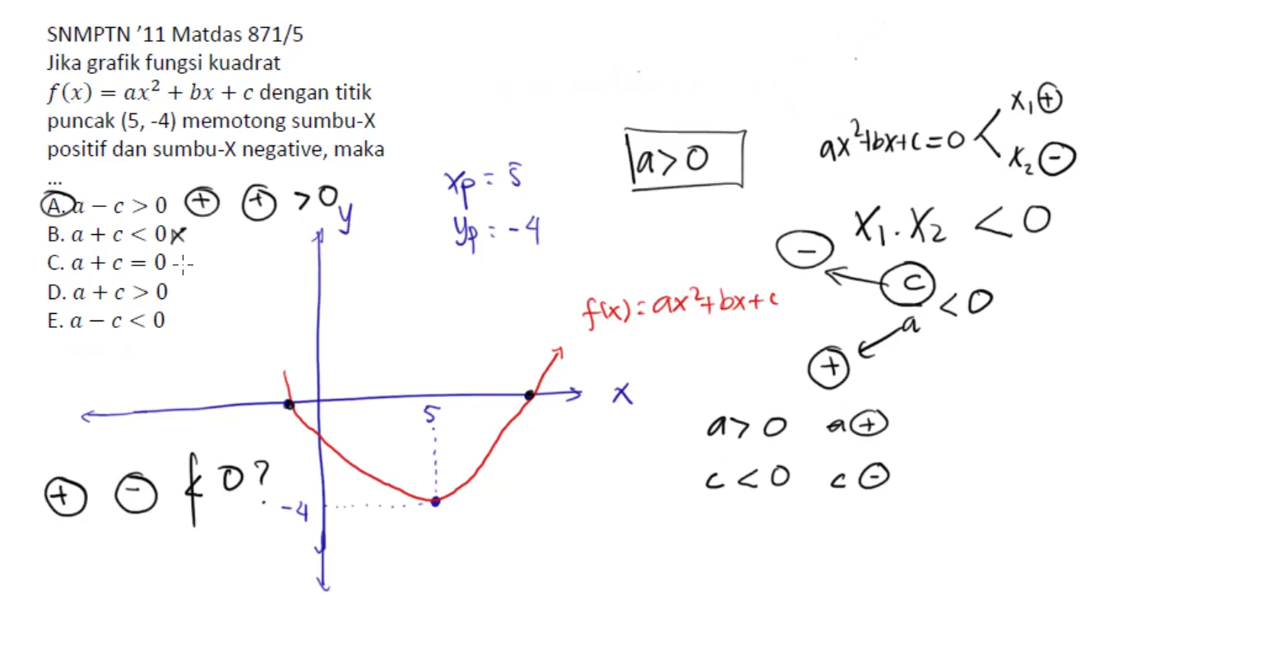 SNMPTN '11 Matdas 871/5
Jika grafik fungsi kuadrat
f(x) = ax² + bx + c dengan titik
puncak (5, -4) memotong sumbu-X
positif dan sumbu-X negative, maka
...
A. a − c > 0 ⊕ ⊕ > 0
B. a + c < 0 ×
C. a + c = 0
D. a + c > 0
E. a − c < 0
y
xp = 5
yp = -4
a > 0
ax²+bx+c=0
x₁ ⊕
x₂ ⊖
x₁ . x₂ < 0
⊖
c
a
< 0
⊕
a > 0 a ⊕
c < 0 c ⊖
f(x) = ax²+bx+c
x
5
-4
⊕ ⊖ < 0 ?